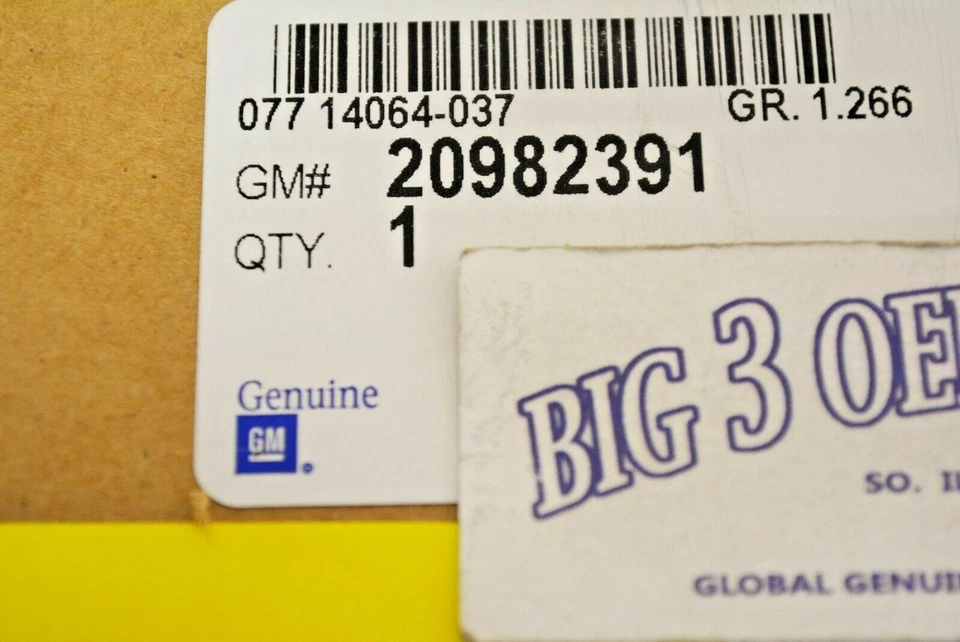 077 14064-037 GR. 1.266
GM# 20982391
QTY. 1
Genuine
GM
BIG 3 OE
SO. I
GLOBAL GENUI